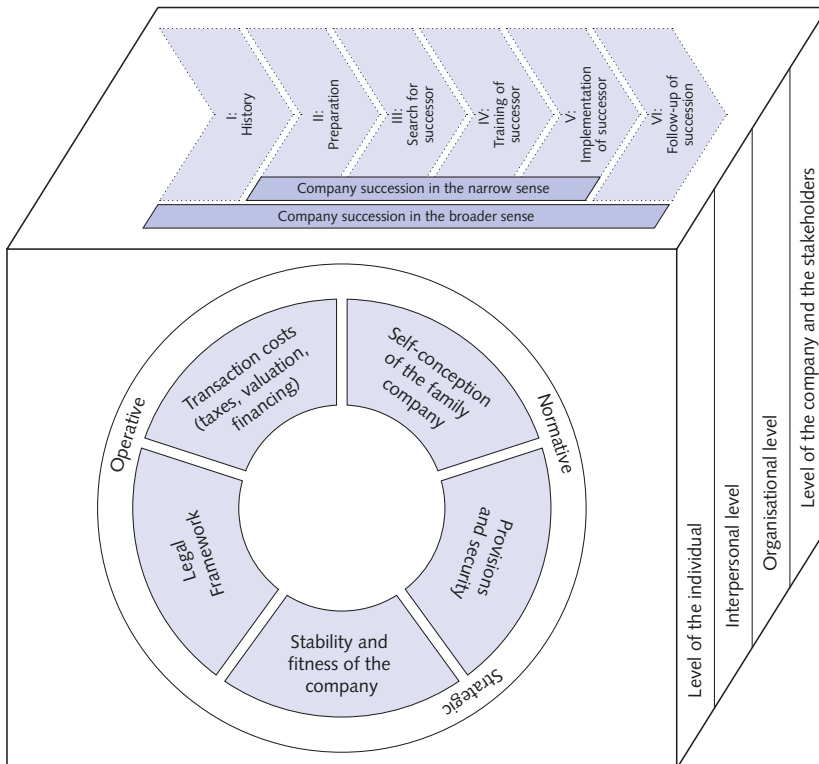 I:
History
II:
Preparation
III:
Search for
successor
IV:
Training of
successor
V:
Implementation
of successor
VI:
Follow-up of
succession
Company succession in the narrow sense
Company succession in the broader sense
Operative
Normative
Strategic
Transaction costs
(taxes, valuation,
financing)
Self-conception
of the family
company
Provisions
and security
Stability and
fitness of the
company
Legal
Framework
Level of the individual
Interpersonal level
Organisational level
Level of the company and the stakeholders